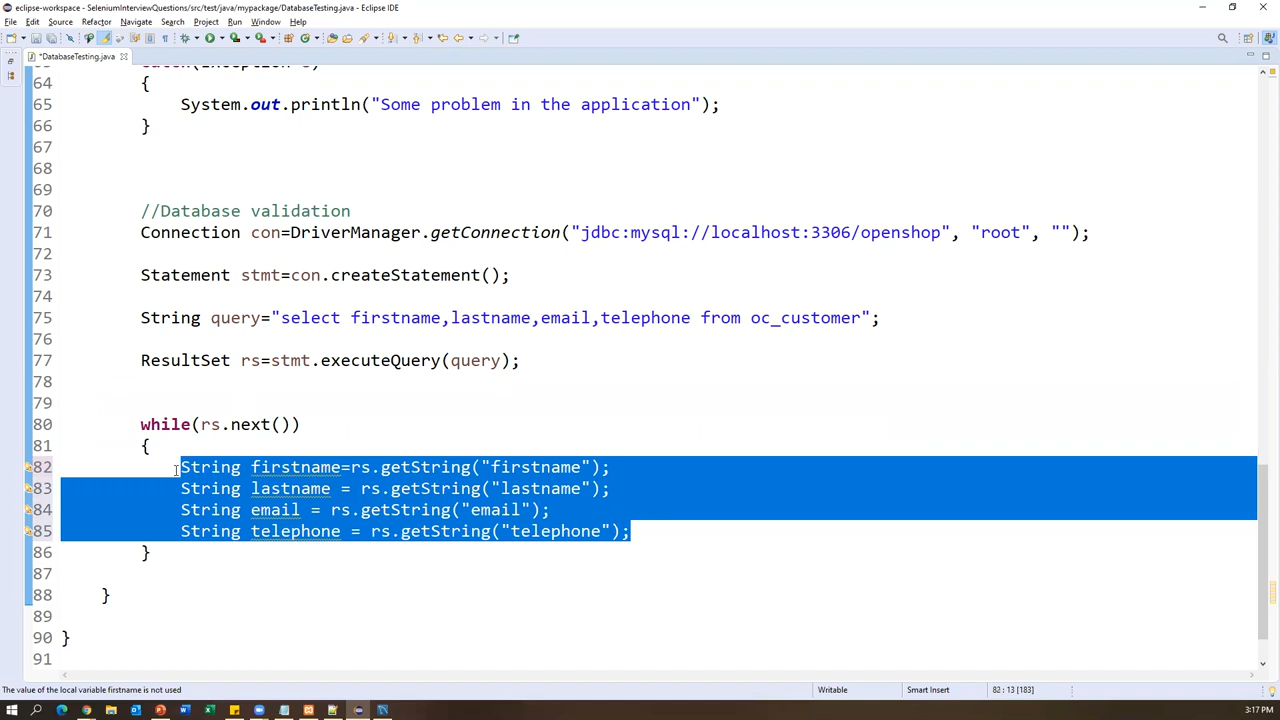 eclipse-workspace - SeleniumInterviewQuestions/src/test/java/mypackage/DatabaseTesting.java - Eclipse IDE
File Edit Source Refactor Navigate Search Project Run Window Help
*DatabaseTesting.java
64 {
65 System.out.println("Some problem in the application");
66 }
67
68
69
70 //Database validation
71 Connection con=DriverManager.getConnection("jdbc:mysql://localhost:3306/openshop", "root", "");
72
73 Statement stmt=con.createStatement();
74
75 String query="select firstname,lastname,email,telephone from oc_customer";
76
77 ResultSet rs=stmt.executeQuery(query);
78
79
80 while(rs.next())
81 {
82 String firstname=rs.getString("firstname");
83 String lastname = rs.getString("lastname");
84 String email = rs.getString("email");
85 String telephone = rs.getString("telephone");
86 }
87
88 }
89
90 }
91
The value of the local variable firstname is not used Writable Smart Insert 82 : 13 [183]
3:17 PM